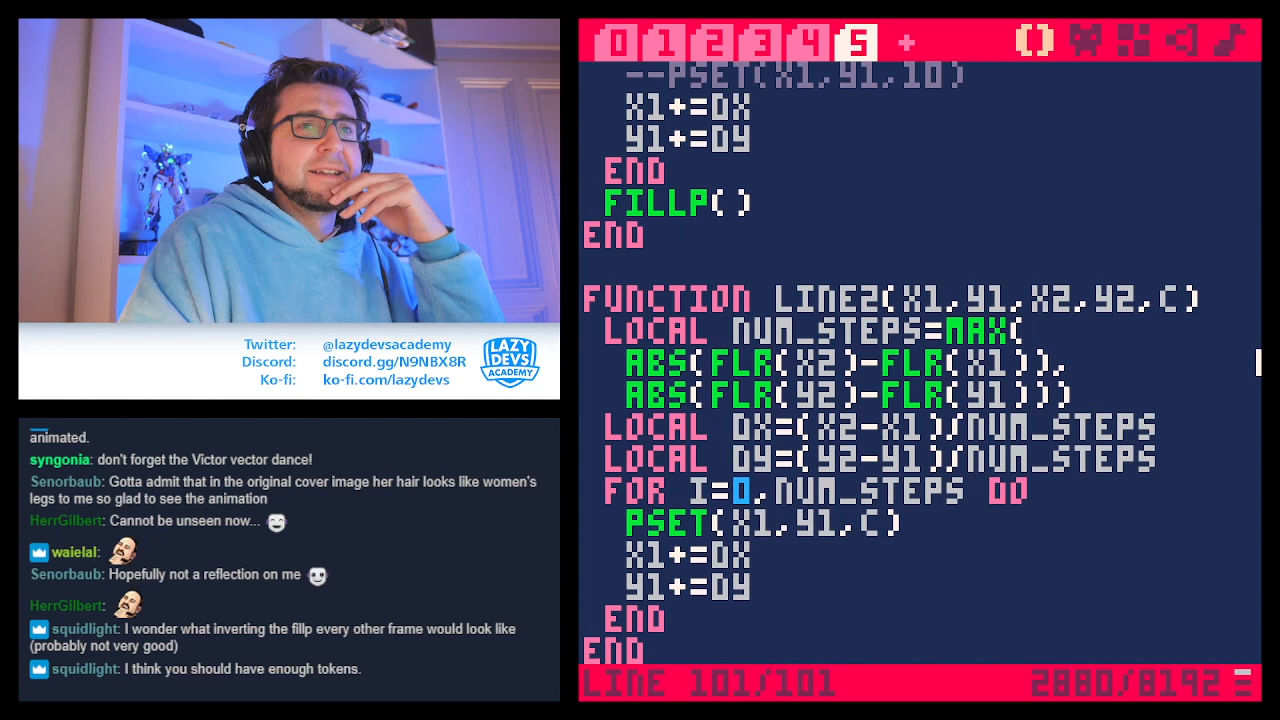 Twitter: @lazydevsacademy
Discord: discord.gg/N9NBX8R
Ko-fi: ko-fi.com/lazydevs
LAZY
DEVS
ACADEMY
animated.
syngonia: don't forget the Victor vector dance!
Senorbaub: Gotta admit that in the original cover image her hair looks like women's
legs to me so glad to see the animation
HerrGilbert: Cannot be unseen now...
waielal:
Senorbaub: Hopefully not a reflection on me
HerrGilbert:
squidlight: I wonder what inverting the fillp every other frame would look like
(probably not very good)
squidlight: I think you should have enough tokens.
0 1 2 3 4 5 +
--PSET(X1,Y1,10)
X1+=DX
Y1+=DY
END
FILLP()
END
FUNCTION LINE2(X1,Y1,X2,Y2,C)
LOCAL NUM_STEPS=MAX(
ABS(FLR(X2)-FLR(X1)),
ABS(FLR(Y2)-FLR(Y1)))
LOCAL DX=(X2-X1)/NUM_STEPS
LOCAL DY=(Y2-Y1)/NUM_STEPS
FOR I=0,NUM_STEPS DO
PSET(X1,Y1,C)
X1+=DX
Y1+=DY
END
END
LINE 101/101 2880/8192